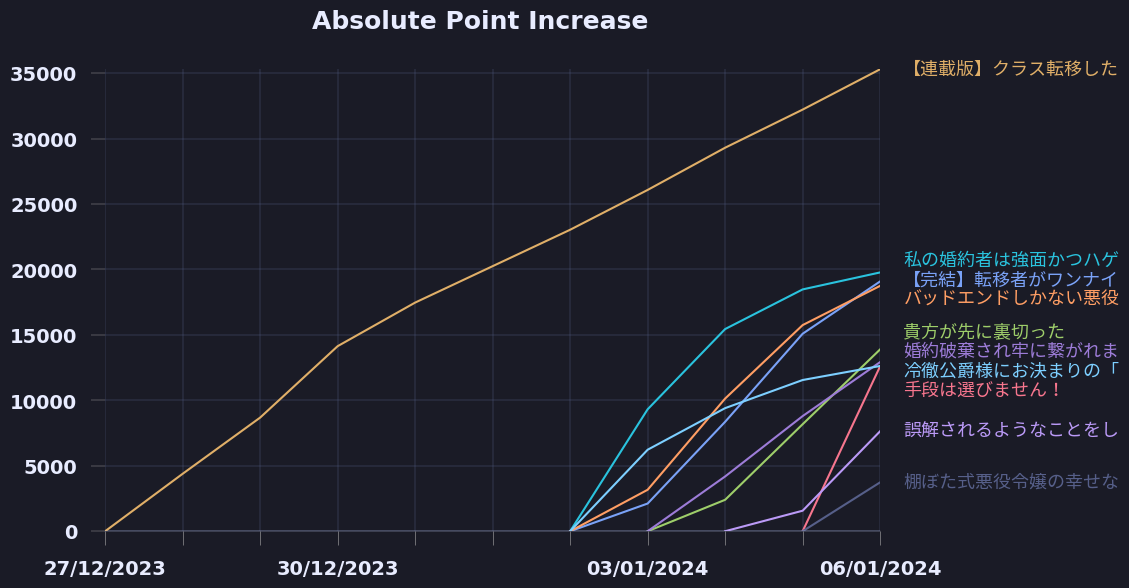 Absolute Point Increase
35000
30000
25000
20000
15000
10000
5000
0
27/12/2023
30/12/2023
03/01/2024
06/01/2024
【連載版】クラス転移した
私の婚約者は強面かつハゲ
【完結】転移者がワンナイ
バッドエンドしかない悪役
貴方が先に裏切った
婚約破棄され牢に繋がれま
冷徹公爵様にお決まりの「
手段は選びません！
誤解されるようなことをし
棚ぼた式悪役令嬢の幸せな